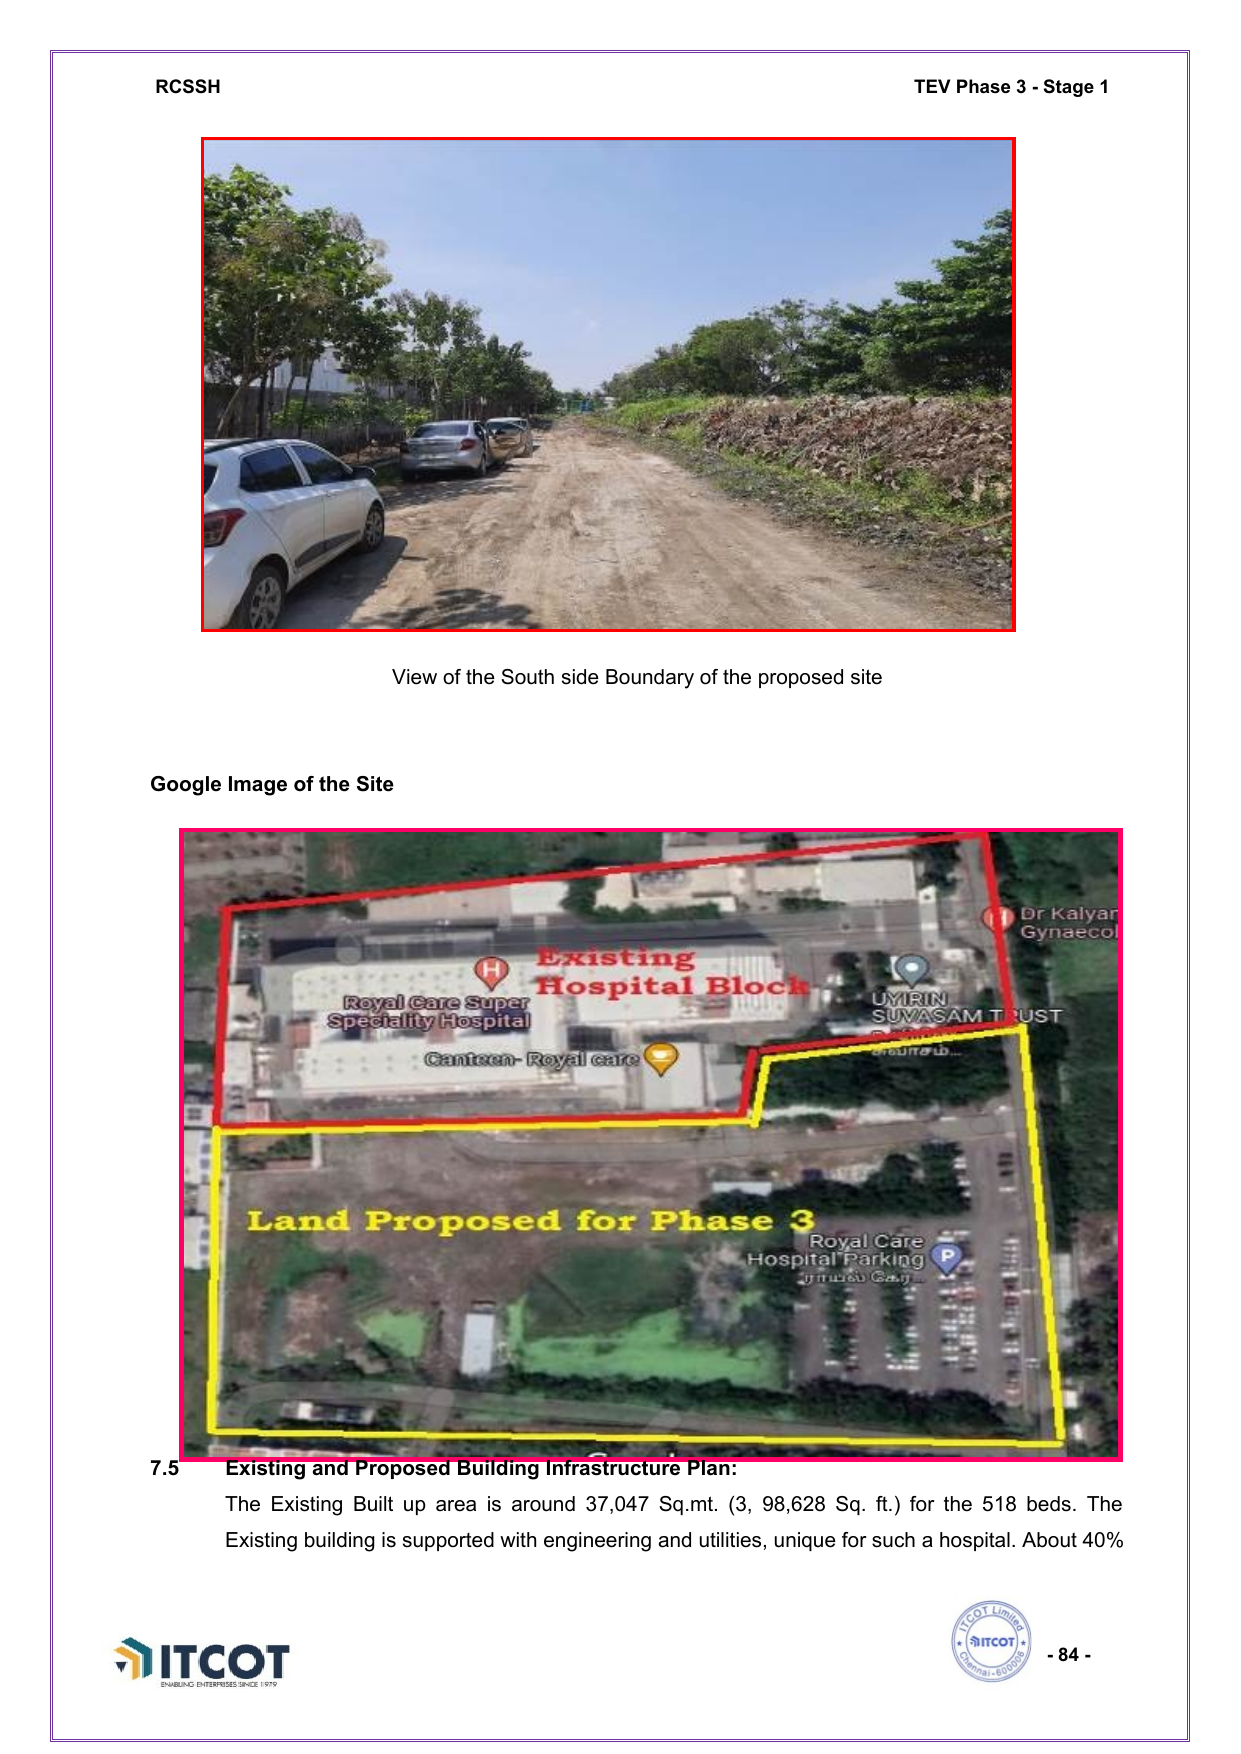 RCSSH
TEV Phase 3 - Stage 1
View of the South side Boundary of the proposed site
Google Image of the Site
Dr Kalyan
Gynaecol
Existing
Hospital Block
Royal Care Super
Speciality Hospital
UYIRIN
SUVASAM TRUST
Canteen- Royal care
Land Proposed for Phase 3
Royal Care
Hospital Parking
ராயல் கேர்...
7.5 Existing and Proposed Building Infrastructure Plan:
The Existing Built up area is around 37,047 Sq.mt. (3, 98,628 Sq. ft.) for the 518 beds. The
Existing building is supported with engineering and utilities, unique for such a hospital. About 40%
ITCOT
ENABLING ENTERPRISES SINCE 1979
ITCOT Limited
ITCOT
Chennai-600006
- 84 -